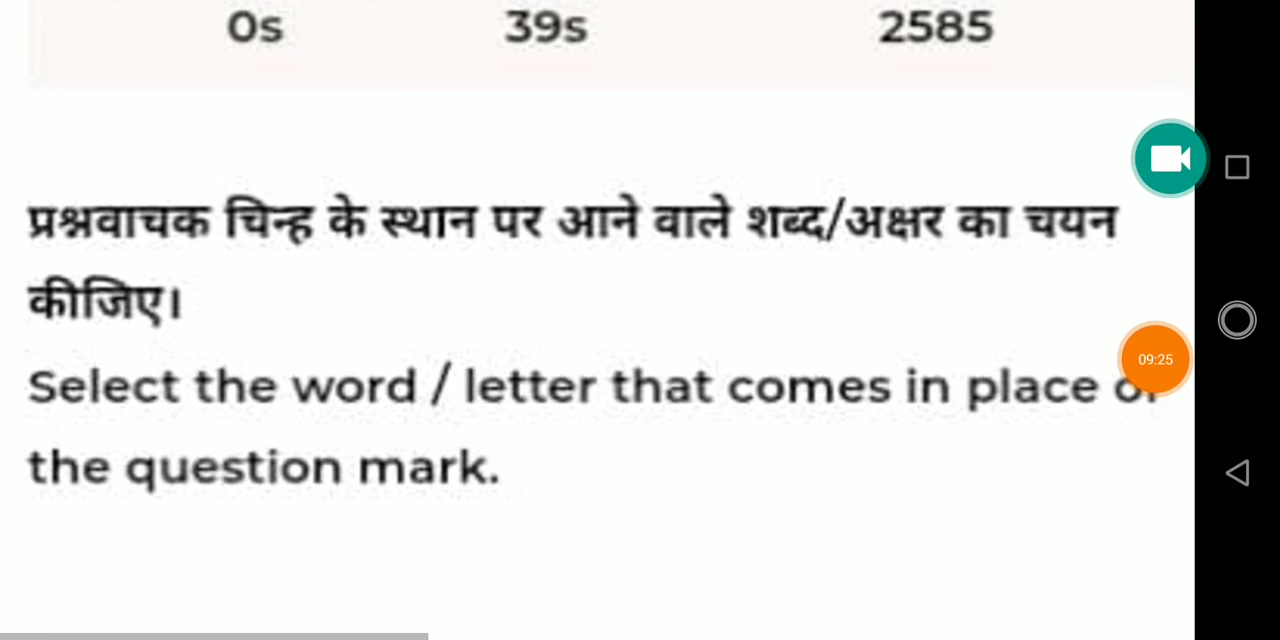 0s 39s 2585
प्रश्नवाचक चिन्ह के स्थान पर आने वाले शब्द/अक्षर का चयन
कीजिए।
Select the word / letter that comes in place of
the question mark.
09:25